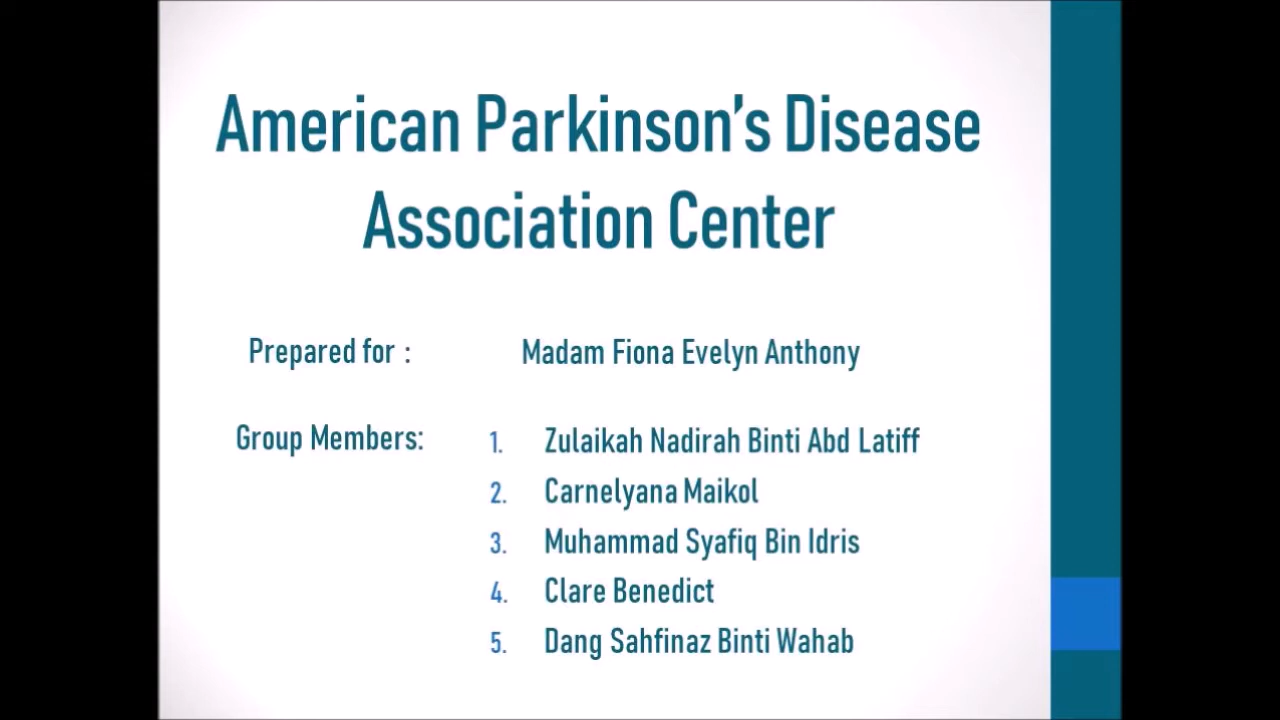 American Parkinson’s Disease
Association Center
Prepared for : Madam Fiona Evelyn Anthony
Group Members: 1. Zulaikah Nadirah Binti Abd Latiff
2. Carnelyana Maikol
3. Muhammad Syafiq Bin Idris
4. Clare Benedict
5. Dang Sahfinaz Binti Wahab